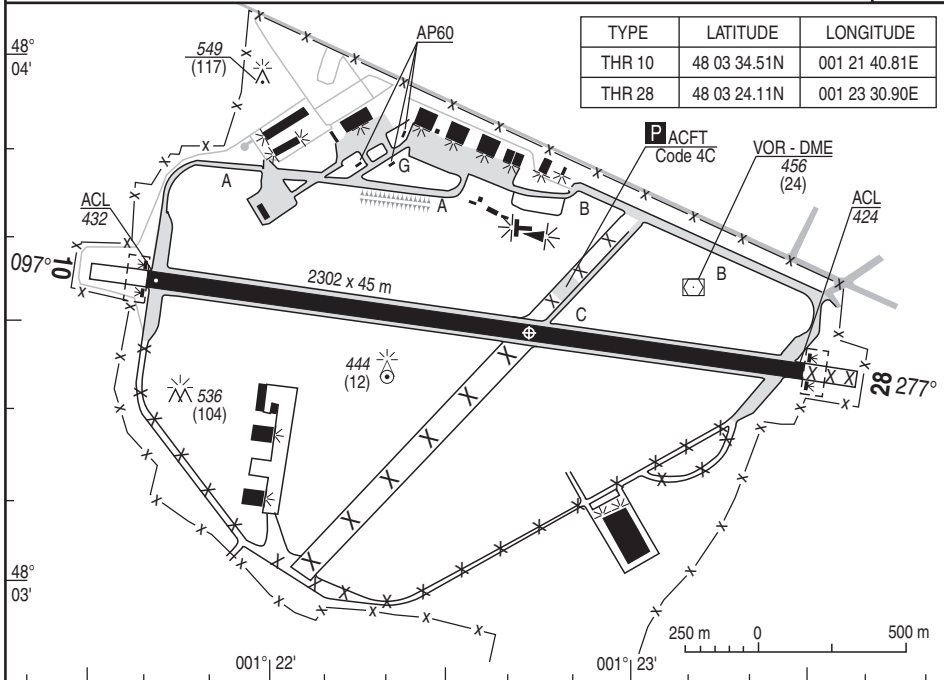 48°
04'
549
(117)
AP60
TYPE LATITUDE LONGITUDE
THR 10 48 03 34.51N 001 21 40.81E
THR 28 48 03 24.11N 001 23 30.90E
P ACFT
Code 4C
VOR - DME
456
(24)
ACL
432
ACL
424
A
G
A
B
B
097°
10
2302 x 45 m
C
444
(12)
536
(104)
28
277°
48°
03'
250 m 0 500 m
001° 22'
001° 23'